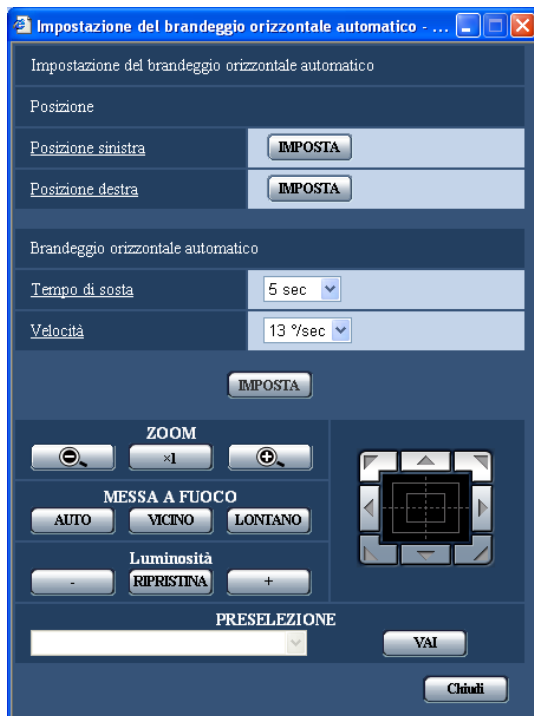 Impostazione del brandeggio orizzontale automatico - ...
Impostazione del brandeggio orizzontale automatico
Posizione
Posizione sinistra IMPOSTA
Posizione destra IMPOSTA
Brandeggio orizzontale automatico
Tempo di sosta 5 sec
Velocità 13 °/sec
IMPOSTA
ZOOM
×1
MESSA A FUOCO
AUTO VICINO LONTANO
Luminosità
- RIPRISTINA +
PRESELEZIONE
VAI
Chiudi